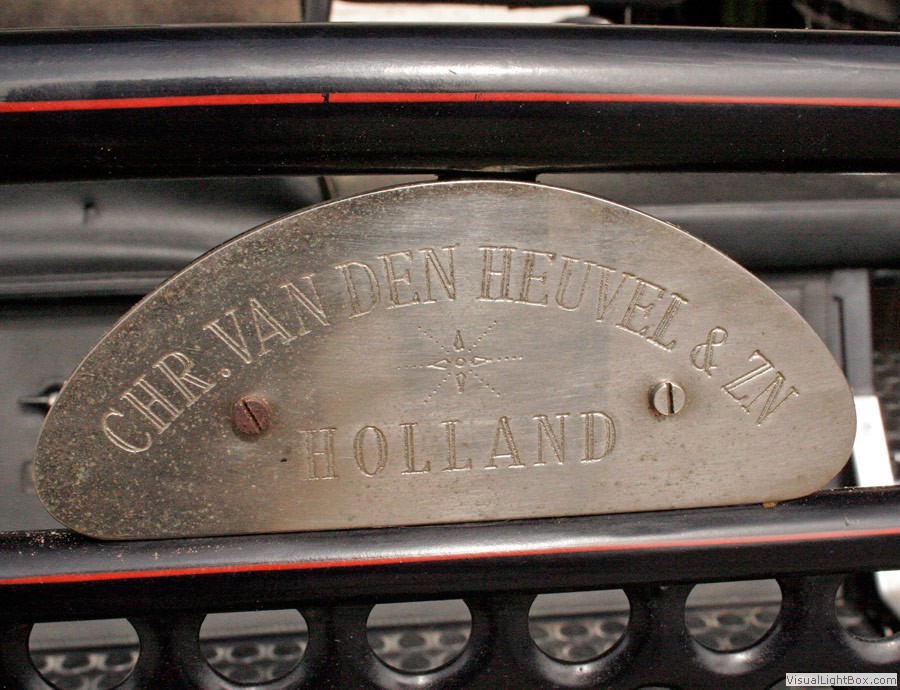 CHR. VAN DEN HEUVEL & ZN
HOLLAND
VisualLightBox.com